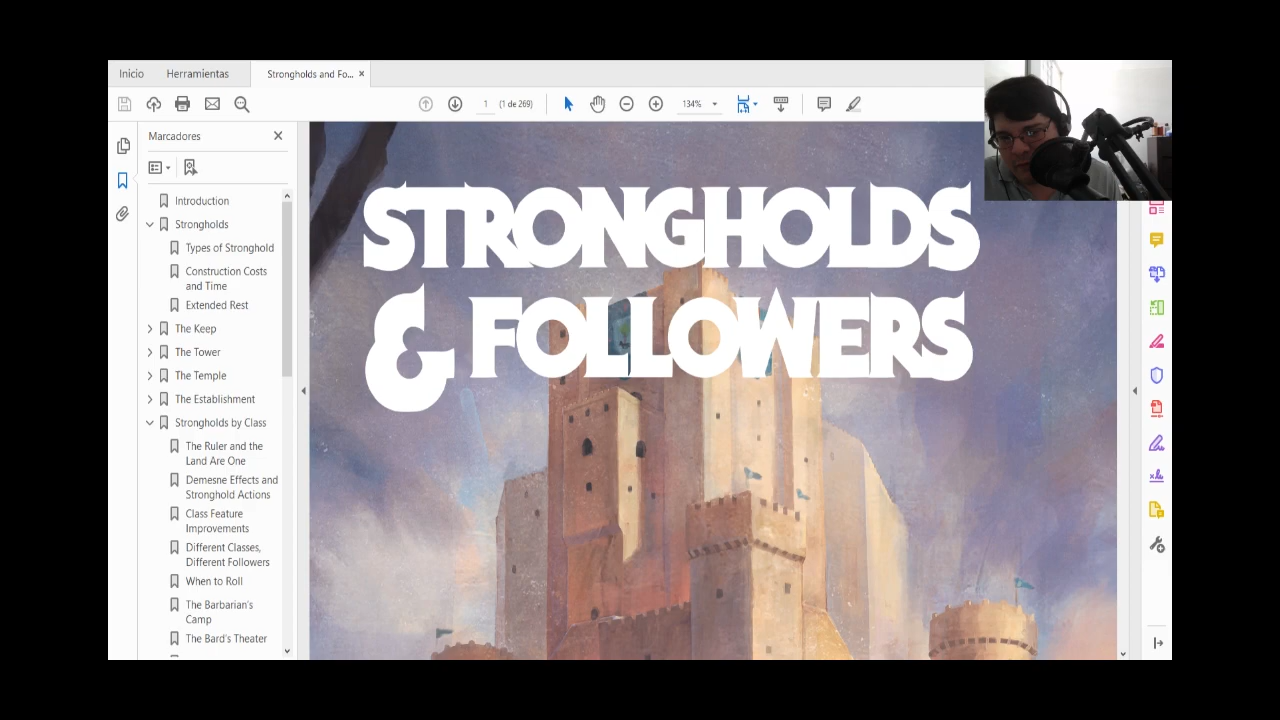 Inicio Herramientas Strongholds and Fo... ×
1 (1 de 269) 134%
Marcadores
Introduction
Strongholds
Types of Stronghold
Construction Costs
and Time
Extended Rest
The Keep
The Tower
The Temple
The Establishment
Strongholds by Class
The Ruler and the
Land Are One
Demesne Effects and
Stronghold Actions
Class Feature
Improvements
Different Classes,
Different Followers
When to Roll
The Barbarian's
Camp
The Bard's Theater
STRONGHOLDS
& FOLLOWERS